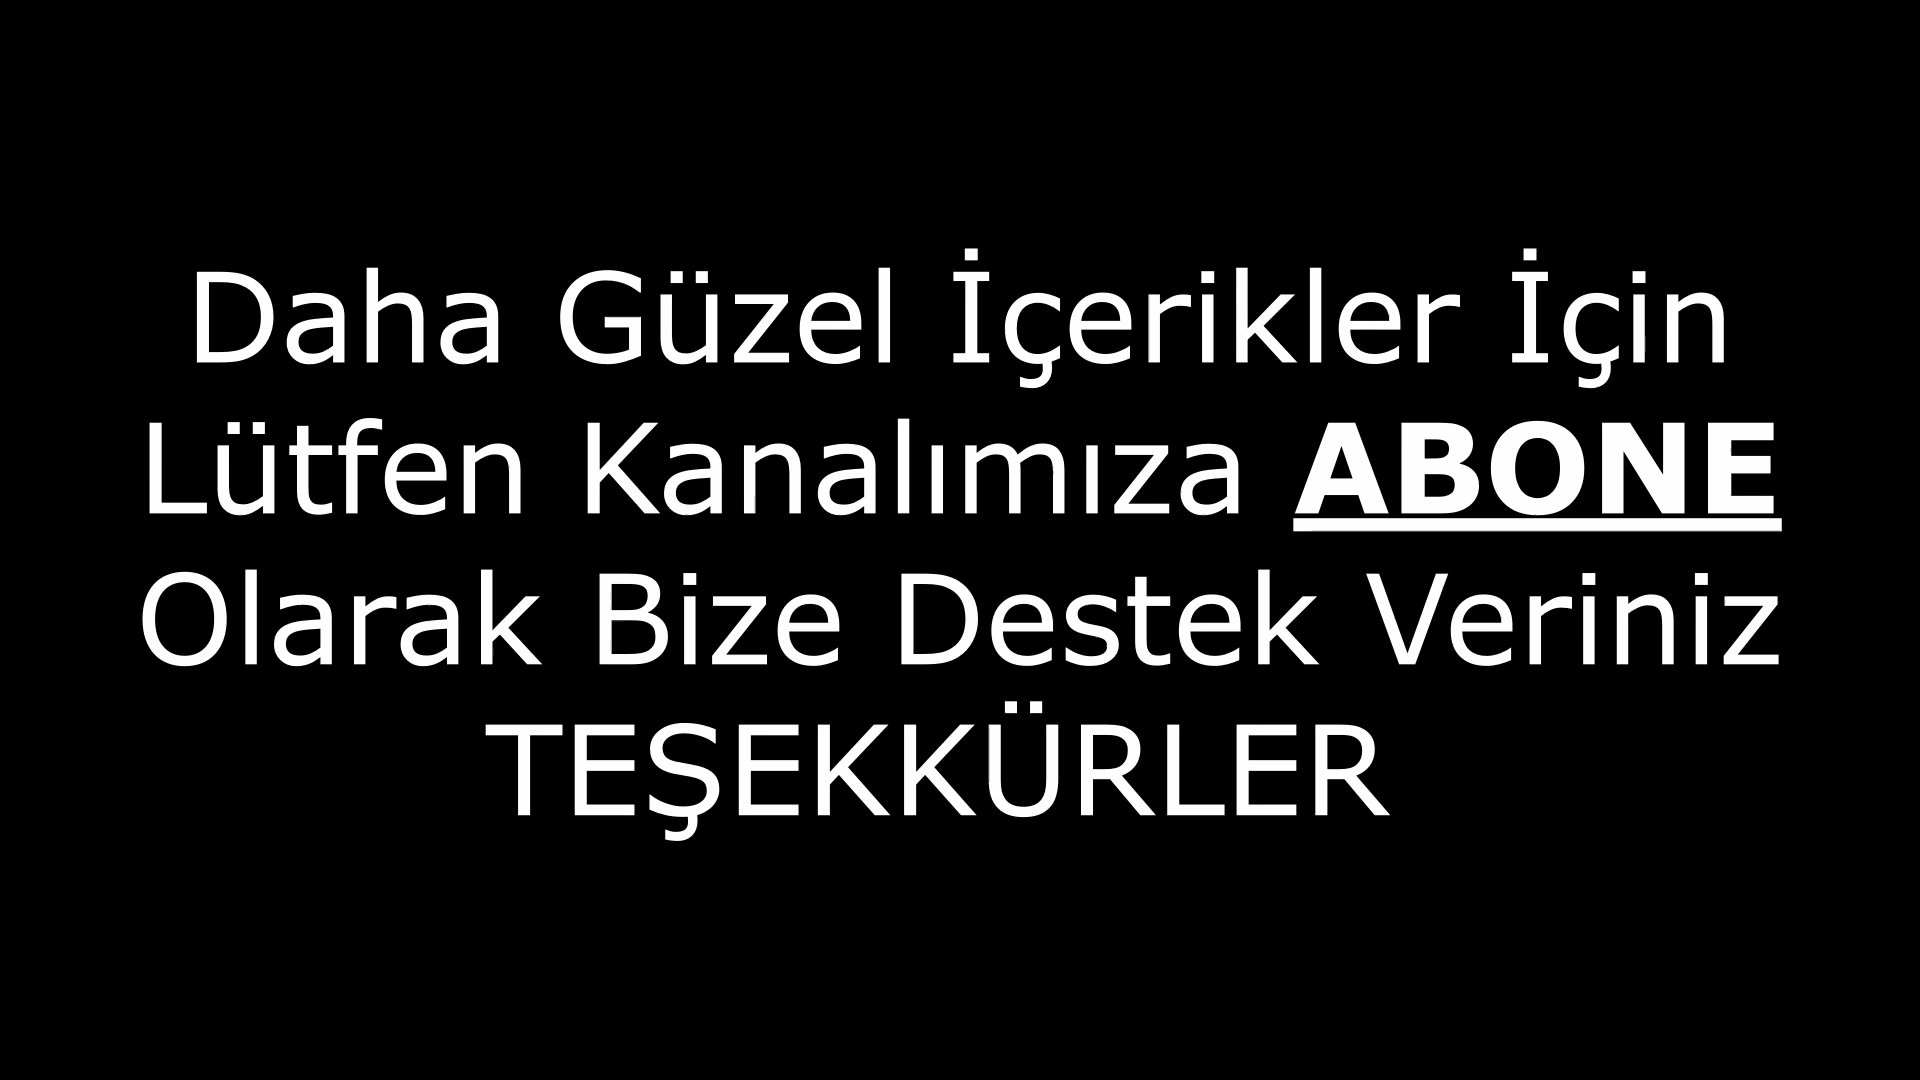 Daha Güzel İçerikler İçin
Lütfen Kanalımıza ABONE
Olarak Bize Destek Veriniz
TEŞEKKÜRLER